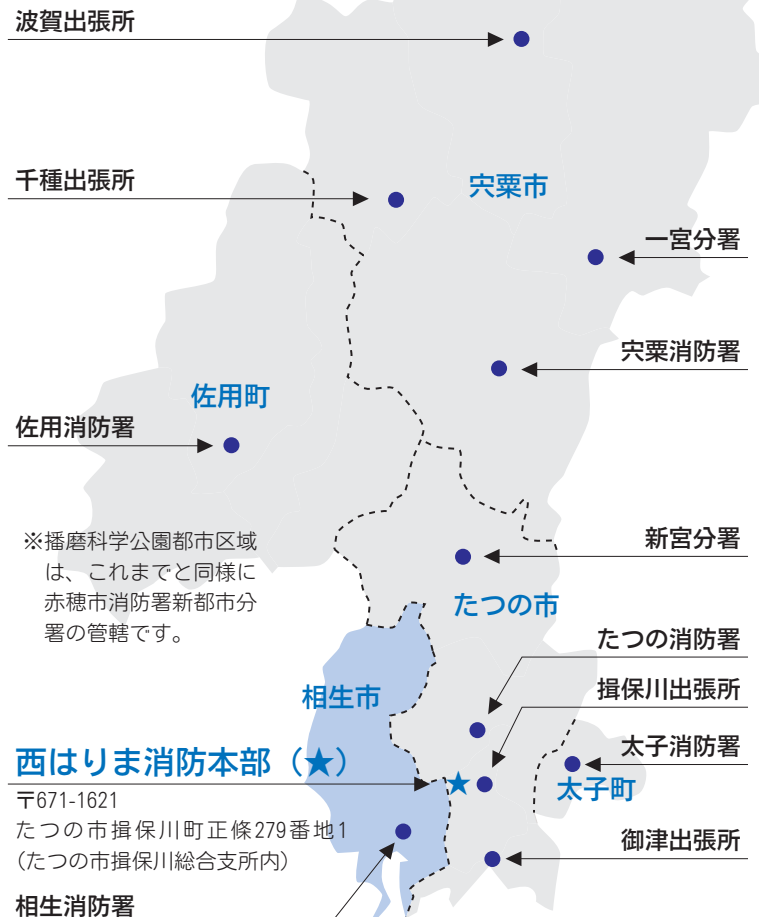 波賀出張所
千種出張所
宍粟市
一宮分署
宍粟消防署
佐用町
佐用消防署
※播磨科学公園都市区域
は、これまでと同様に
赤穂市消防署新都市分
署の管轄です。
新宮分署
たつの市
たつの消防署
揖保川出張所
相生市
太子消防署
西はりま消防本部(★)
太子町
〒671-1621
たつの市揖保川町正條279番地1
(たつの市揖保川総合支所内)
御津出張所
相生消防署